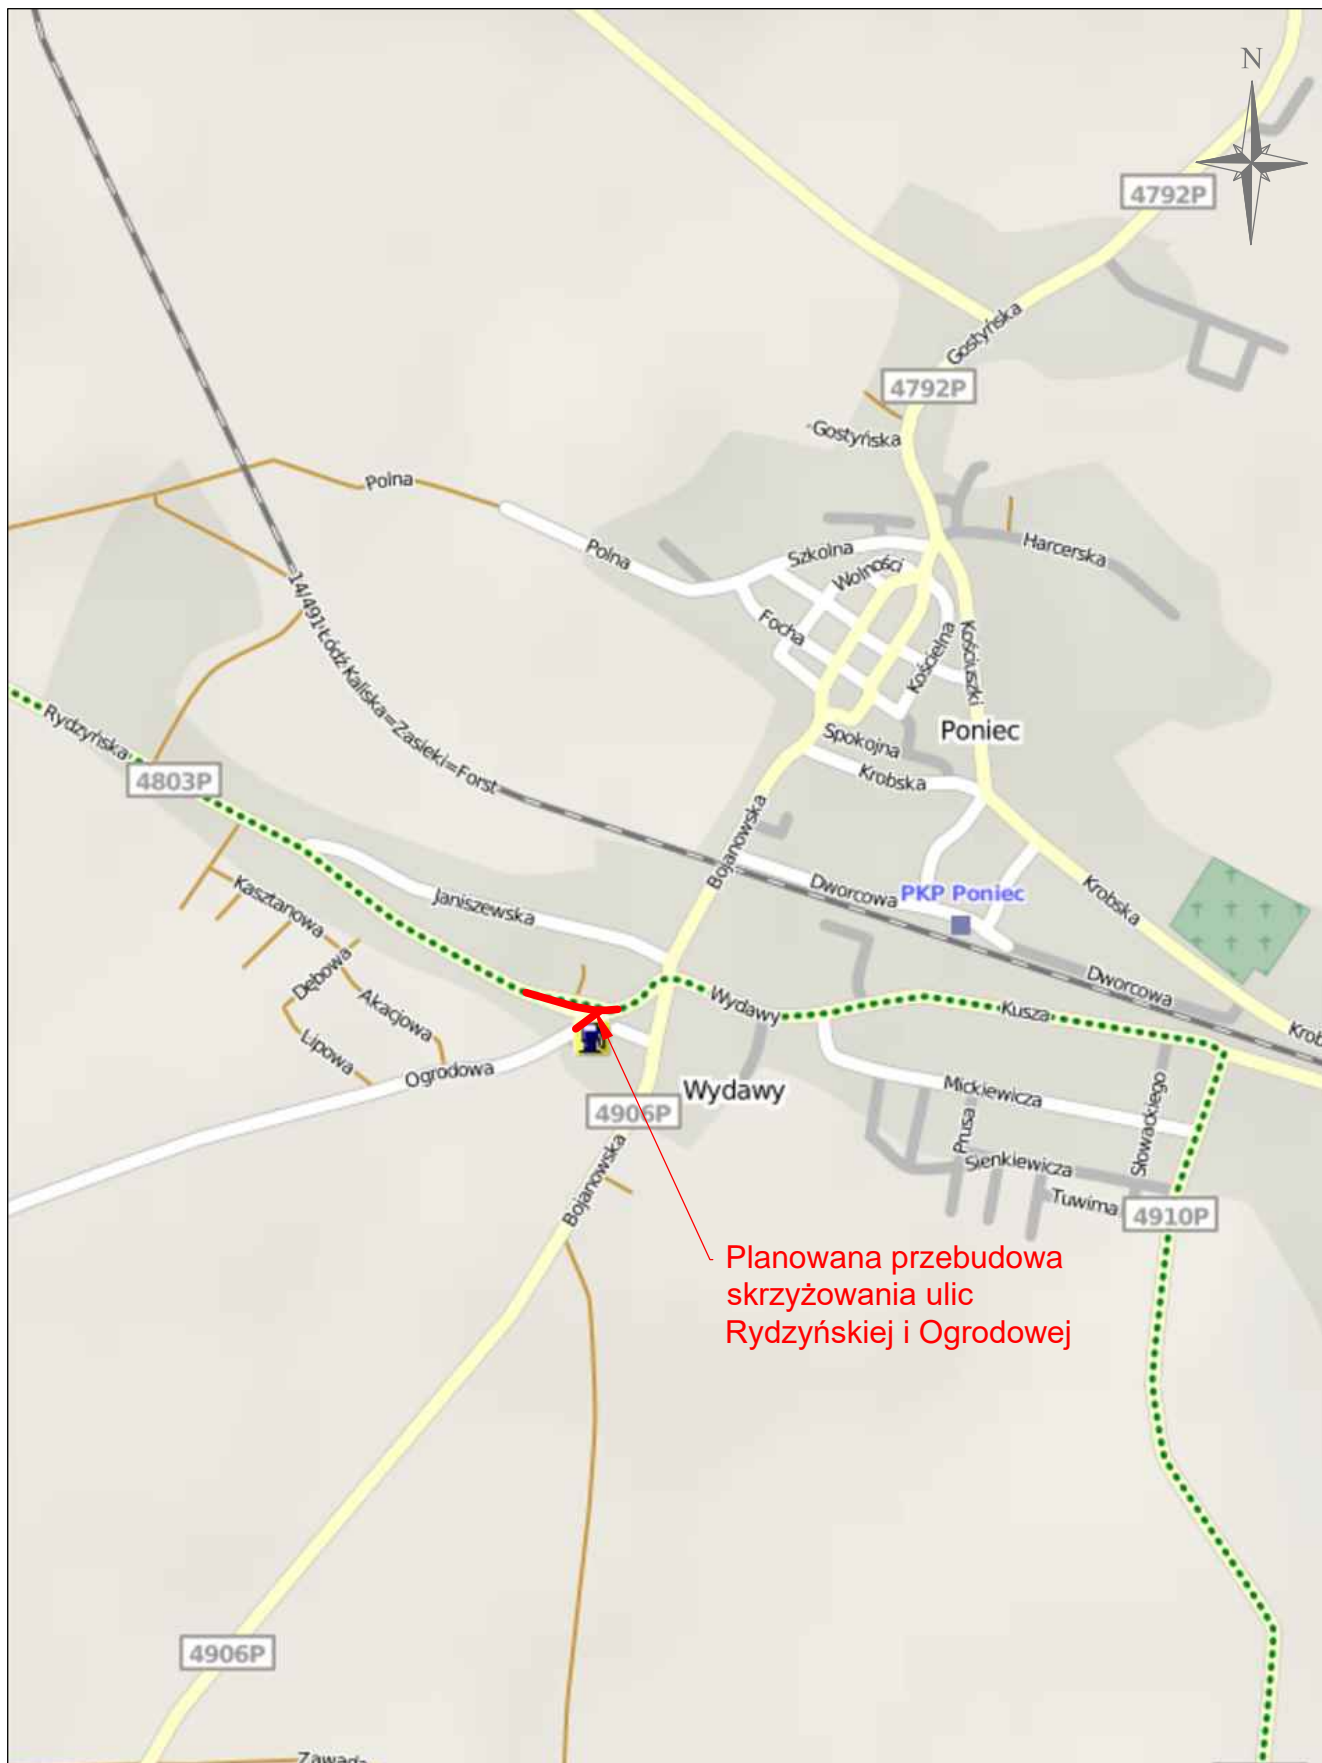 N
4792P
Gostyńska
4792P
-Gostyńska
Polna
Polna
Szkolna
Harcerska
Wolności
Focha
Kościelna
Kościuszki
14/491 Łódź Kaliska=Zasieki=Forst
Rydzyńska
4803P
Spokojna
Poniec
Krobska
Bojanowska
Dworcowa
PKP Poniec
Krobska
Kasztanowa
Janiszewska
Dębowa
Akacjowa
Lipowa
Wydawy
Kusza
Dworcowa
Krob
Ogrodowa
Wydawy
4906P
Mickiewicza
Prusa
Słowackiego
Sienkiewicza
Tuwima
4910P
Bojanowska
Planowana przebudowa
skrzyżowania ulic
Rydzyńskiej i Ogrodowej
4906P